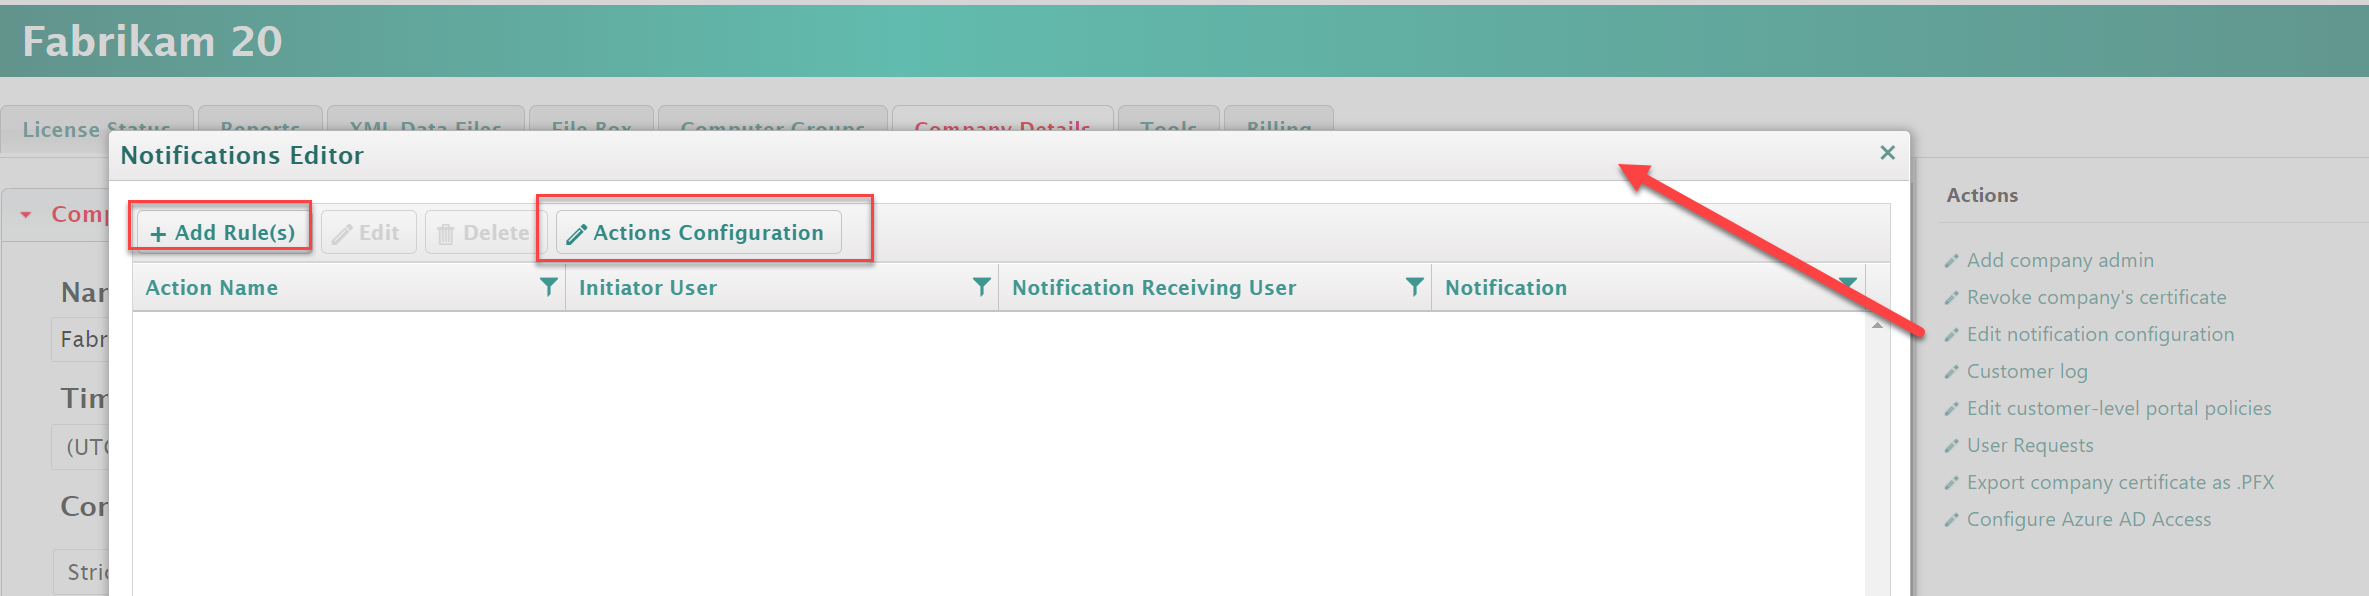 Fabrikam 20
License Status Reports XML Data Files File Box Computer Groups Company Details Tools Billing
Notifications Editor
Add Rule(s) Edit Delete Actions Configuration
Action Name Initiator User Notification Receiving User Notification
Comp
Nar
Fabr
Tim
(UTC
Cor
Stric
Actions
Add company admin
Revoke company's certificate
Edit notification configuration
Customer log
Edit customer-level portal policies
User Requests
Export company certificate as .PFX
Configure Azure AD Access